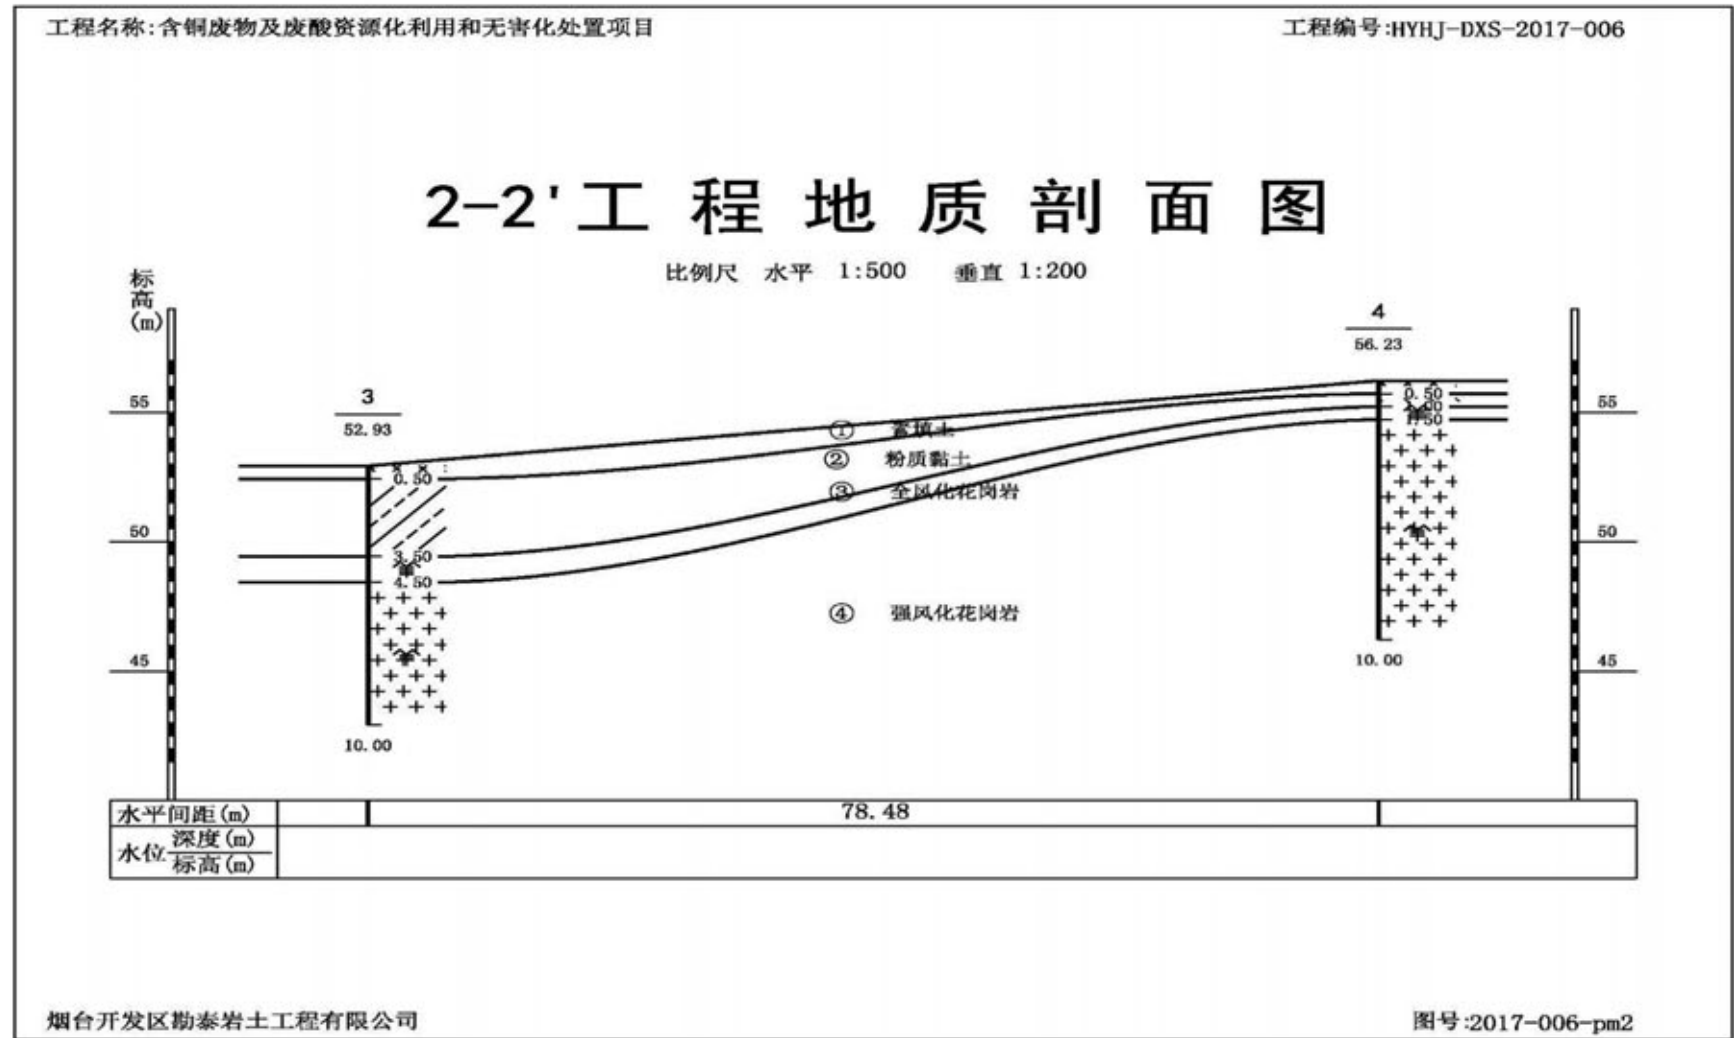 工程名称:含铜废物及废酸资源化利用和无害化处置项目
工程编号:HYHJ-DXS-2017-006
2-2'工程地质剖面图
比例尺 水平 1:500 垂直 1:200
标高(m)
4
56.23
3
52.93
55
55
0.50
1.50
① 素填土
② 粉质黏土
0.50
③ 全风化花岗岩
50
50
3.50
4.50
④ 强风化花岗岩
45
45
10.00
10.00
水平间距(m)
78.48
水位
深度(m)
标高(m)
烟台开发区勘泰岩土工程有限公司
图号:2017-006-pm2